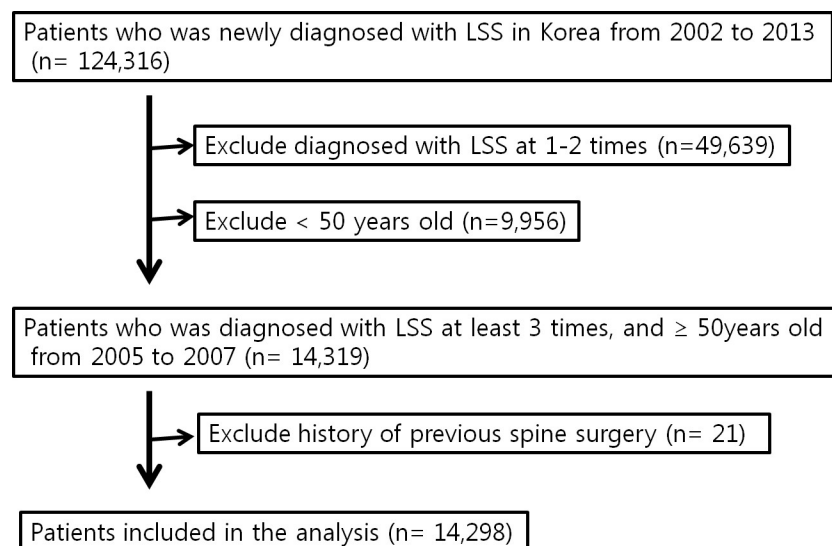 Patients who was newly diagnosed with LSS in Korea from 2002 to 2013
(n= 124,316)
Exclude diagnosed with LSS at 1-2 times (n=49,639)
Exclude < 50 years old (n=9,956)
Patients who was diagnosed with LSS at least 3 times, and ≥ 50years old
from 2005 to 2007 (n= 14,319)
Exclude history of previous spine surgery (n= 21)
Patients included in the analysis (n= 14,298)